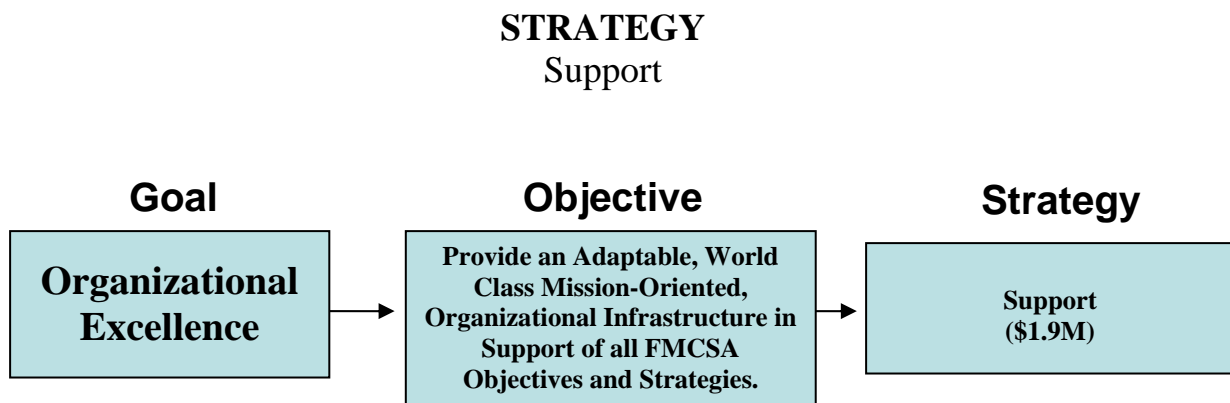 STRATEGY
Support
Goal
Objective
Strategy
Organizational
Excellence
Provide an Adaptable, World
Class Mission-Oriented,
Organizational Infrastructure in
Support of all FMCSA
Objectives and Strategies.
Support
($1.9M)